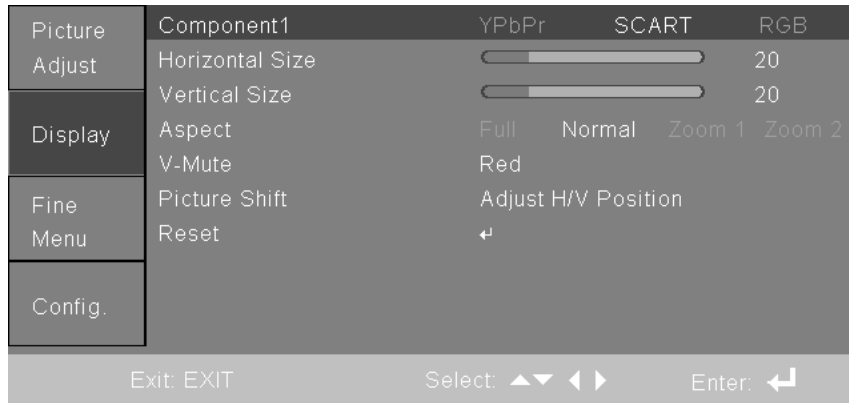 Picture
Adjust
Display
Fine
Menu
Config.
Component1 YPbPr SCART RGB
Horizontal Size 20
Vertical Size 20
Aspect Full Normal Zoom 1 Zoom 2
V-Mute Red
Picture Shift Adjust H/V Position
Reset ↵
Exit: EXIT Select: ▲▼ ◀ ▶ Enter: ↵